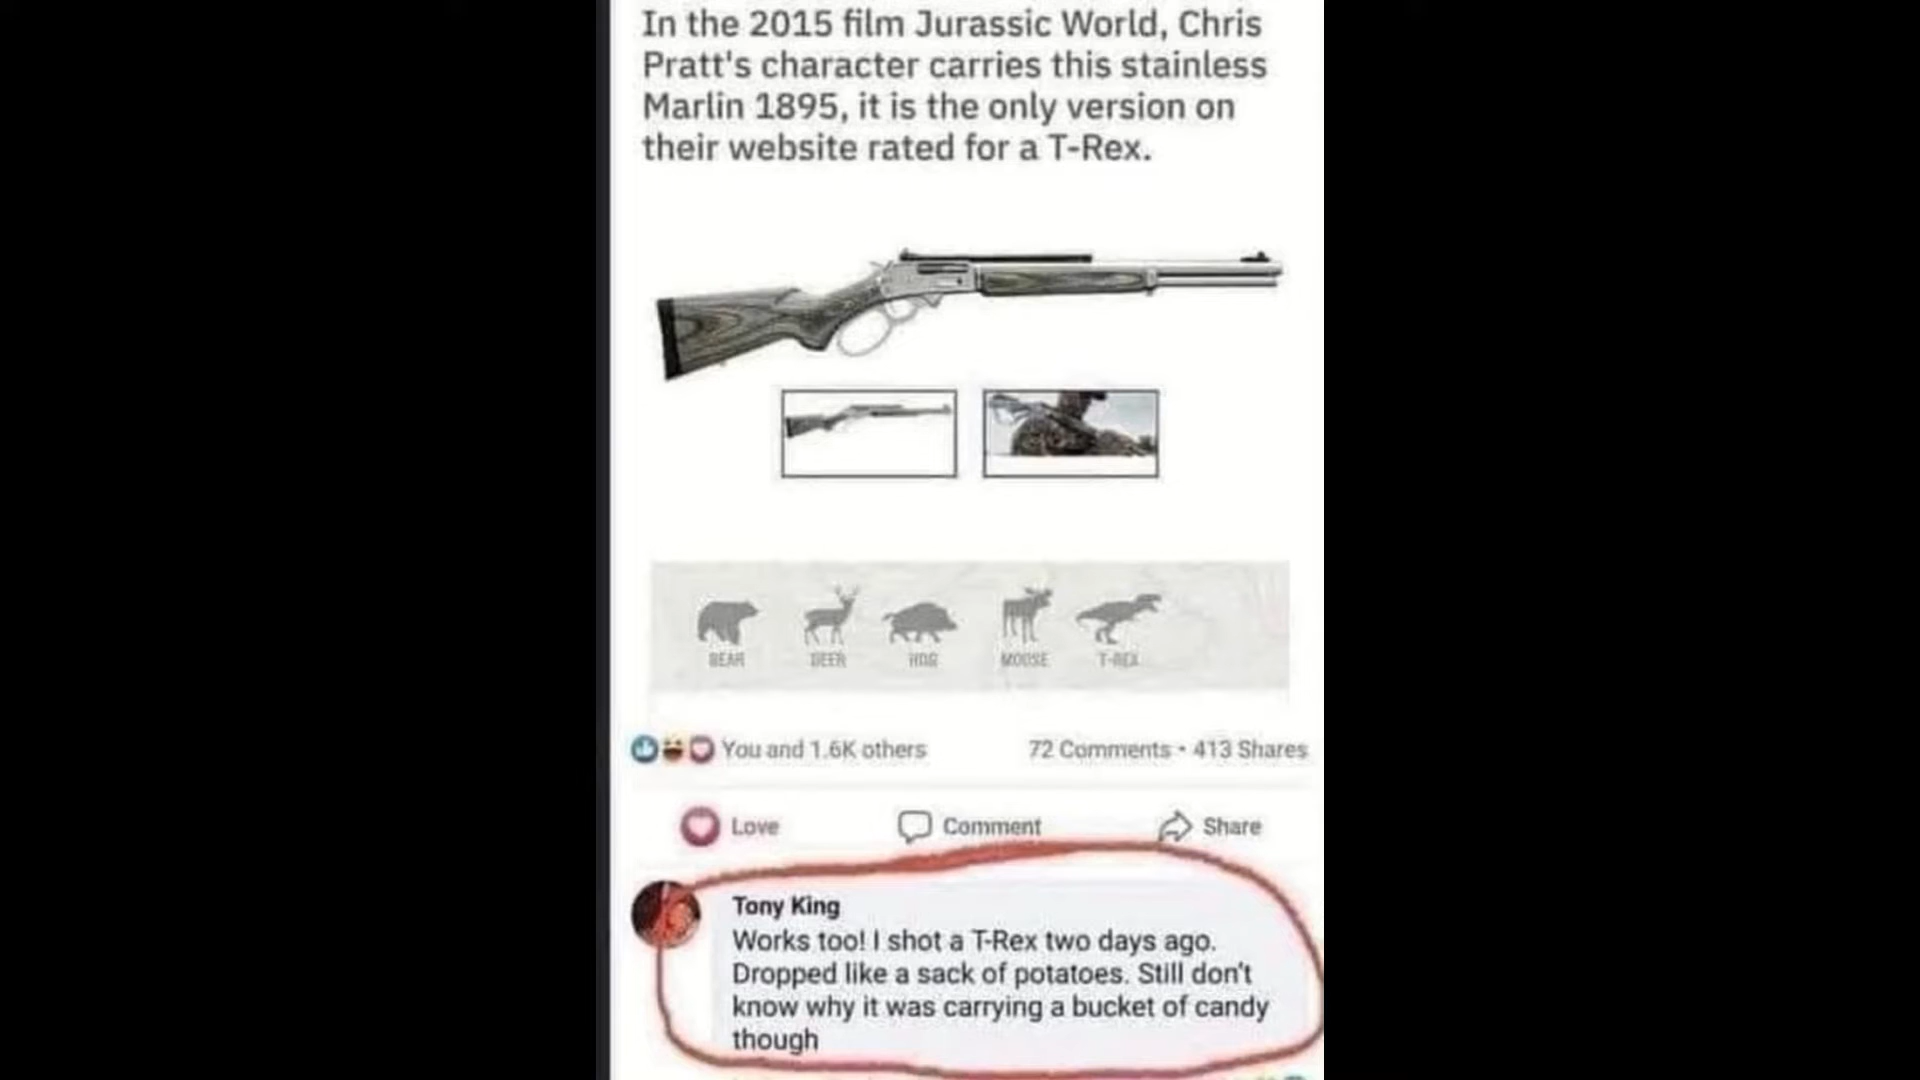 In the 2015 film Jurassic World, Chris
Pratt's character carries this stainless
Marlin 1895, it is the only version on
their website rated for a T-Rex.
BEAR DEER HOG MOOSE T-REX
You and 1.6K others 72 Comments • 413 Shares
Love Comment Share
Tony King
Works too! I shot a T-Rex two days ago.
Dropped like a sack of potatoes. Still don't
know why it was carrying a bucket of candy
though